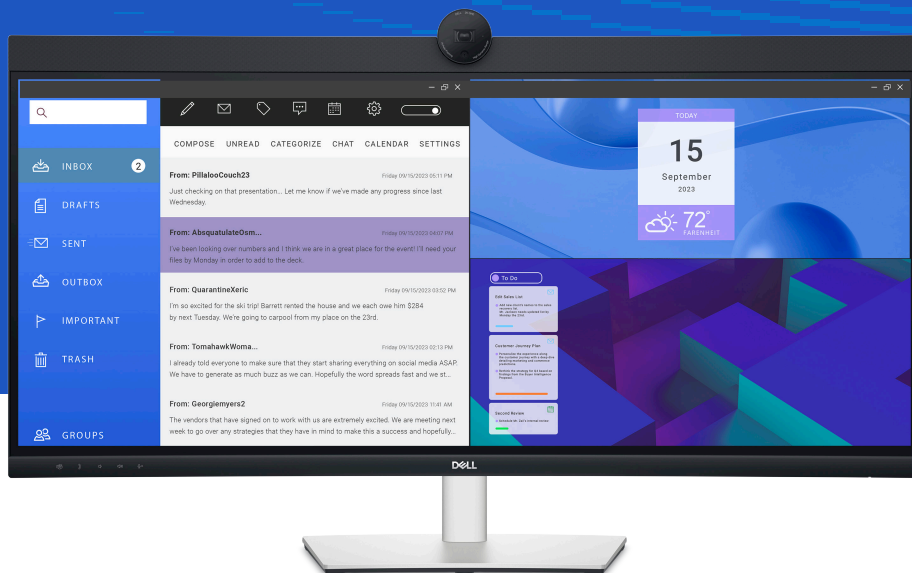 INBOX
2
DRAFTS
SENT
OUTBOX
IMPORTANT
TRASH
GROUPS
COMPOSE UNREAD CATEGORIZE CHAT CALENDAR SETTINGS
From: PillalooCouch23 Friday 09/15/2023 05:11 PM
Just checking on that presentation... Let me know if we've made any progress since last
Wednesday.
From: AbsquatulateOsm... Friday 09/15/2023 04:07 PM
I've been looking over numbers and I think we are in a great place for the event! I'll need your
files by Monday in order to add to the deck.
From: QuarantineXeric Friday 09/15/2023 03:52 PM
I'm so excited for the ski trip! Barrett rented the house and we each owe him $284
by next Tuesday. We're going to carpool from my place on the 23rd.
From: TomahawkWoma... Friday 09/15/2023 02:13 PM
I already told everyone to make sure that they start sharing everything on social media ASAP.
We have to generate as much buzz as we can. Hopefully the word spreads fast and we st...
From: Georgiemyers2 Friday 09/15/2023 11:41 AM
The vendors that have signed on to work with us are extremely excited. We are meeting next
week to go over any strategies that they have in mind to make this a success and hopefully...
TODAY
15
September
2023
72°
FARENHEIT
To Do
Edit Sales List
Customer Journey Plan
Second Review
DELL